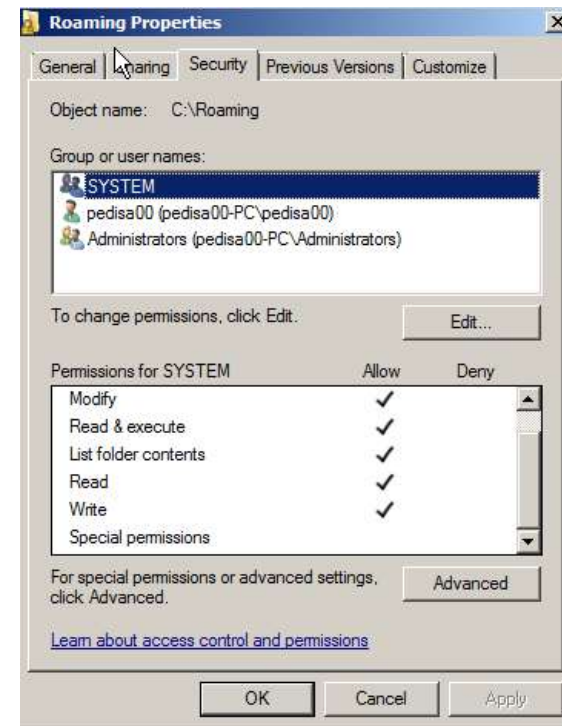 Roaming Properties
General Sharing Security Previous Versions Customize
Object name: C:\Roaming
Group or user names:
SYSTEM
pedisa00 (pedisa00-PC\pedisa00)
Administrators (pedisa00-PC\Administrators)
To change permissions, click Edit.
Edit...
Permissions for SYSTEM Allow Deny
Modify
Read & execute
List folder contents
Read
Write
Special permissions
For special permissions or advanced settings,
click Advanced.
Advanced
Learn about access control and permissions
OK Cancel Apply